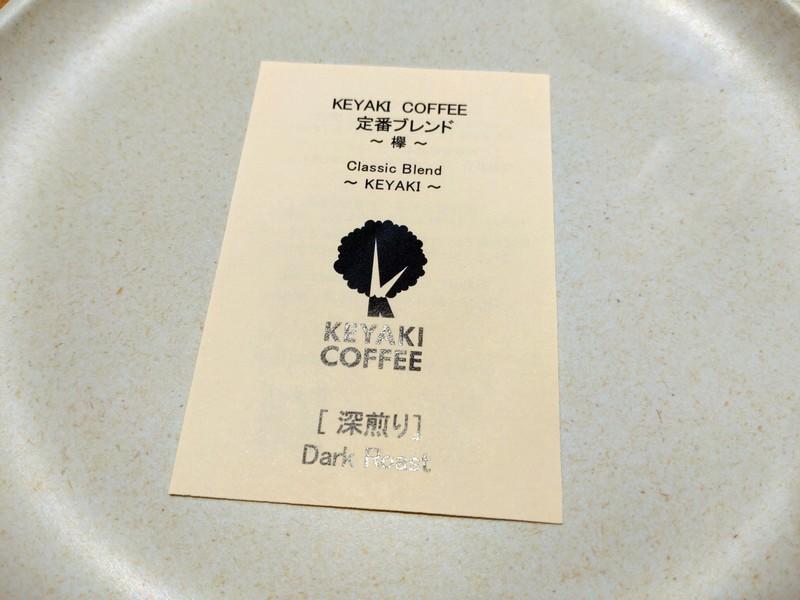 KEYAKI COFFEE
定番ブレンド
～ 欅 ～
Classic Blend
～ KEYAKI ～
KEYAKI
COFFEE
[ 深煎り]
Dark Roast